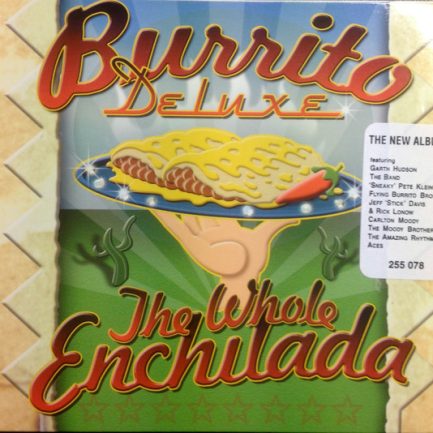 Burrito
DeLuxe
THE NEW ALB
featuring
GARTH HUDSON
THE BAND
'SNEAKY' PETE KLEIN
FLYING BURRITO BRO
JEFF 'STICK' DAVIS
& RICK LONOW
CARLTON MOODY
THE MOODY BROTHER
THE AMAZING RHYTHM
ACES
255 078
The Whole
Enchilada